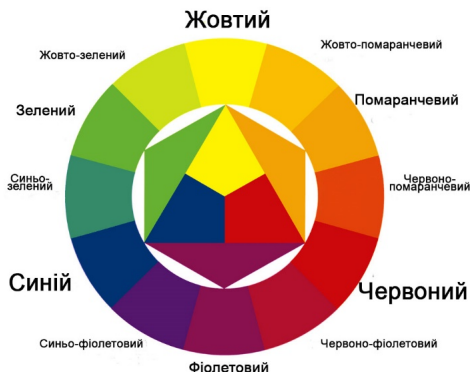 Жовтий
Жовто-зелений
Жовто-помаранчевий
Зелений
Помаранчевий
Синьо-
зелений
Червоно-
помаранчевий
Синій
Червоний
Синьо-фіолетовий
Червоно-фіолетовий
Фіолетовий